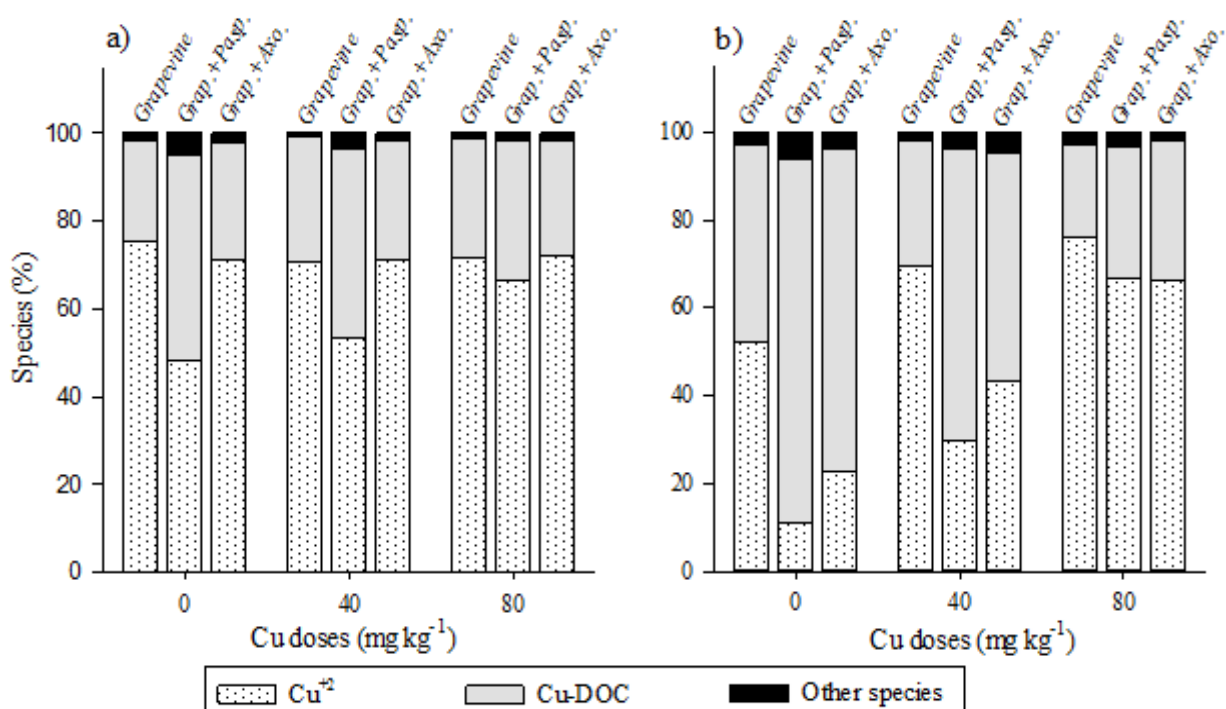 a)
Grapevine
Grap.+Pasp.
Grap.+Axo.
Grapevine
Grap.+Pasp.
Grap.+Axo.
Grapevine
Grap.+Pasp.
Grap.+Axo.
Species (%)
100
80
60
40
20
0
0 40 80
Cu doses (mg kg⁻¹)
b)
Grapevine
Grap.+Pasp.
Grap.+Axo.
Grapevine
Grap.+Pasp.
Grap.+Axo.
Grapevine
Grap.+Pasp.
Grap.+Axo.
100
80
60
40
20
0
0 40 80
Cu doses (mg kg⁻¹)
Cu⁺² Cu-DOC Other species